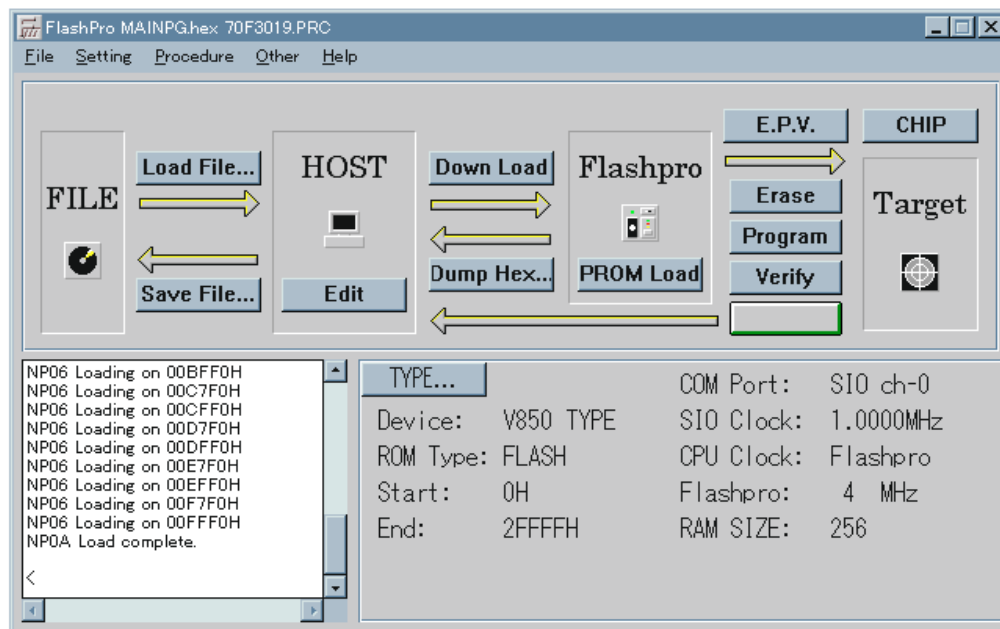 FlashPro MAINPG.hex 70F3019.PRC
File Setting Procedure Other Help
E.P.V. CHIP
FILE
Load File...
Save File...
HOST
Edit
Down Load
Dump Hex...
Flashpro
PROM Load
Erase
Program
Verify
Target
NP06 Loading on 00BFF0H
NP06 Loading on 00C7F0H
NP06 Loading on 00CFF0H
NP06 Loading on 00D7F0H
NP06 Loading on 00DFF0H
NP06 Loading on 00E7F0H
NP06 Loading on 00EFF0H
NP06 Loading on 00F7F0H
NP06 Loading on 00FFF0H
NP0A Load complete.
<
TYPE...
Device: V850 TYPE
ROM Type: FLASH
Start: 0H
End: 2FFFFH
COM Port: SIO ch-0
SIO Clock: 1.0000MHz
CPU Clock: Flashpro
Flashpro: 4 MHz
RAM SIZE: 256